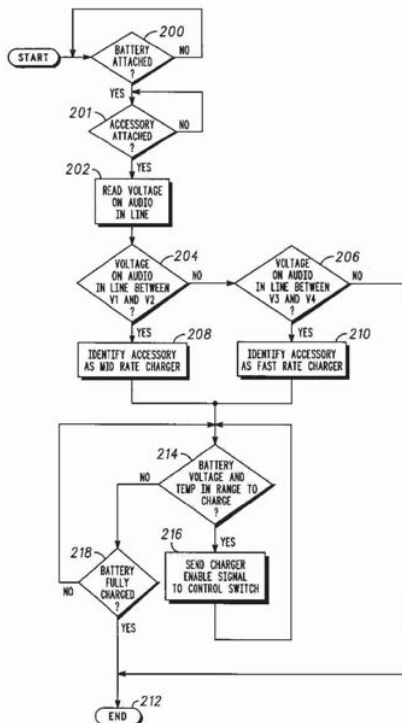 200
START
BATTERY
ATTACHED
?
NO
YES
201
ACCESSORY
ATTACHED
?
NO
YES
202
READ VOLTAGE
ON AUDIO
IN LINE
204
VOLTAGE
ON AUDIO
IN LINE BETWEEN
V1 AND V2
?
NO
YES
206
VOLTAGE
ON AUDIO
IN LINE BETWEEN
V3 AND V4
?
NO
YES
208
IDENTIFY ACCESSORY
AS MID RATE CHARGER
210
IDENTIFY ACCESSORY
AS FAST RATE CHARGER
214
BATTERY
VOLTAGE AND
TEMP IN RANGE TO
CHARGE
?
NO
YES
216
SEND CHARGER
ENABLE SIGNAL
TO CONTROL SWITCH
218
BATTERY
FULLY
CHARGED
?
NO
YES
END
212